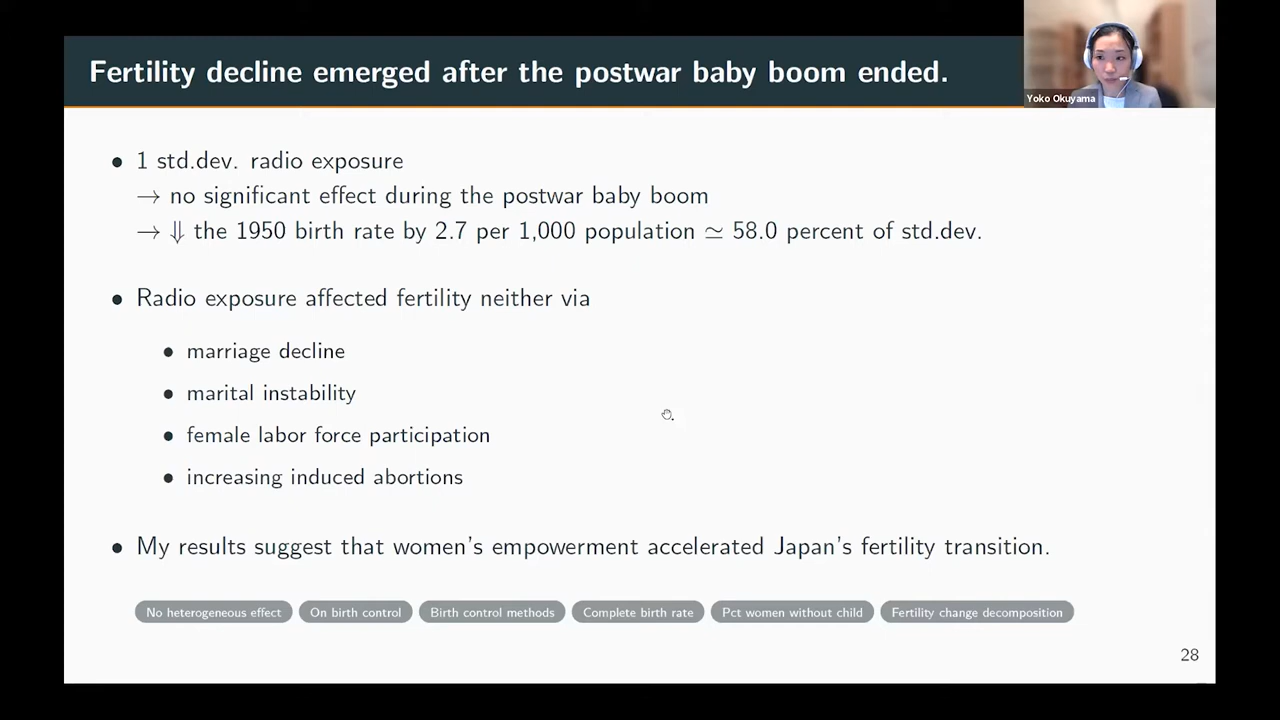 Fertility decline emerged after the postwar baby boom ended.
Yoko Okuyama
• 1 std.dev. radio exposure
→ no significant effect during the postwar baby boom
→ ⇓ the 1950 birth rate by 2.7 per 1,000 population ≃ 58.0 percent of std.dev.
• Radio exposure affected fertility neither via
• marriage decline
• marital instability
• female labor force participation
• increasing induced abortions
• My results suggest that women's empowerment accelerated Japan's fertility transition.
No heterogeneous effect On birth control Birth control methods Complete birth rate Pct women without child Fertility change decomposition
28